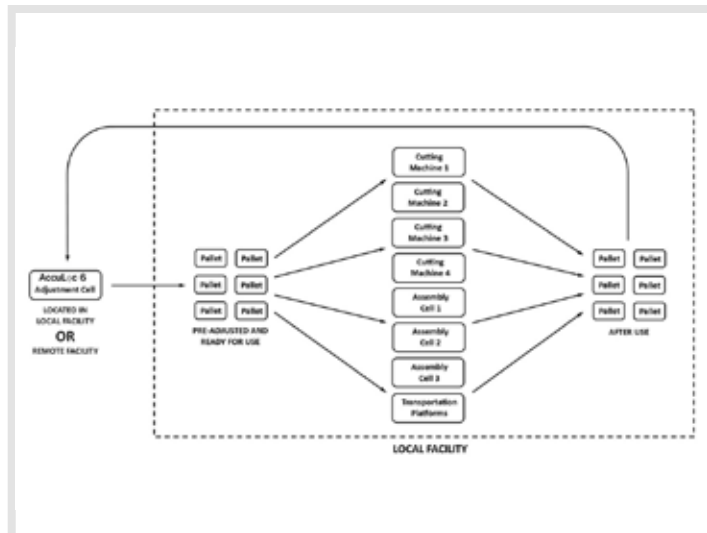 Cutting
Machine 1
Cutting
Machine 2
Cutting
Machine 3
Cutting
Machine 4
Assembly
Cell 1
Assembly
Cell 2
Assembly
Cell 3
Transportation
Platforms
AccuLoc 6
Adjustment Cell
LOCATED IN
LOCAL FACILITY
OR
REMOTE FACILITY
Pallet Pallet
Pallet Pallet
Pallet Pallet
PRE-ADJUSTED AND
READY FOR USE
Pallet Pallet
Pallet Pallet
Pallet Pallet
AFTER USE
LOCAL FACILITY